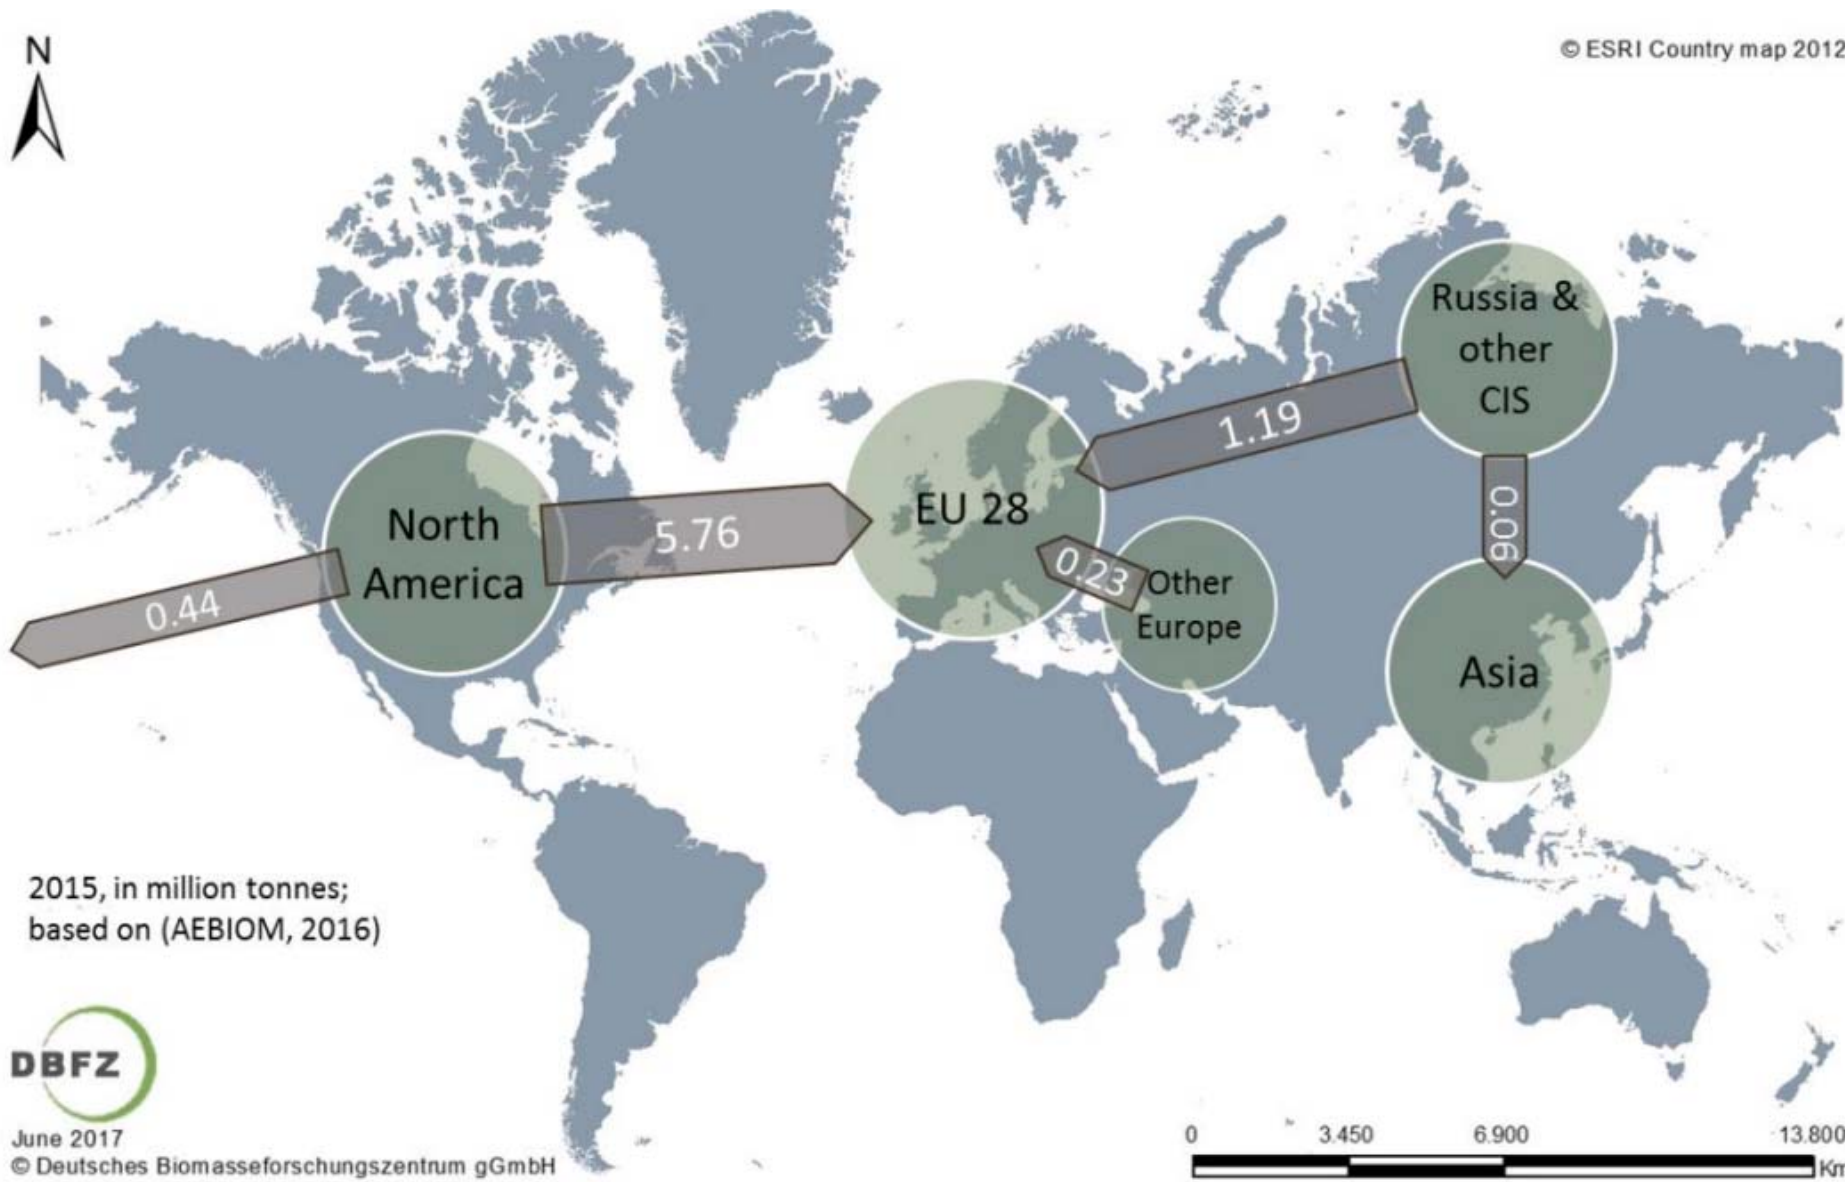 N
© ESRI Country map 2012
Russia &
other
CIS
1.19
EU 28
North
America
5.76
0.06
0.23
Other
Europe
0.44
Asia
2015, in million tonnes;
based on (AEBIOM, 2016)
DBFZ
June 2017
© Deutsches Biomasseforschungszentrum gGmbH
0 3.450 6.900 13.800
Km